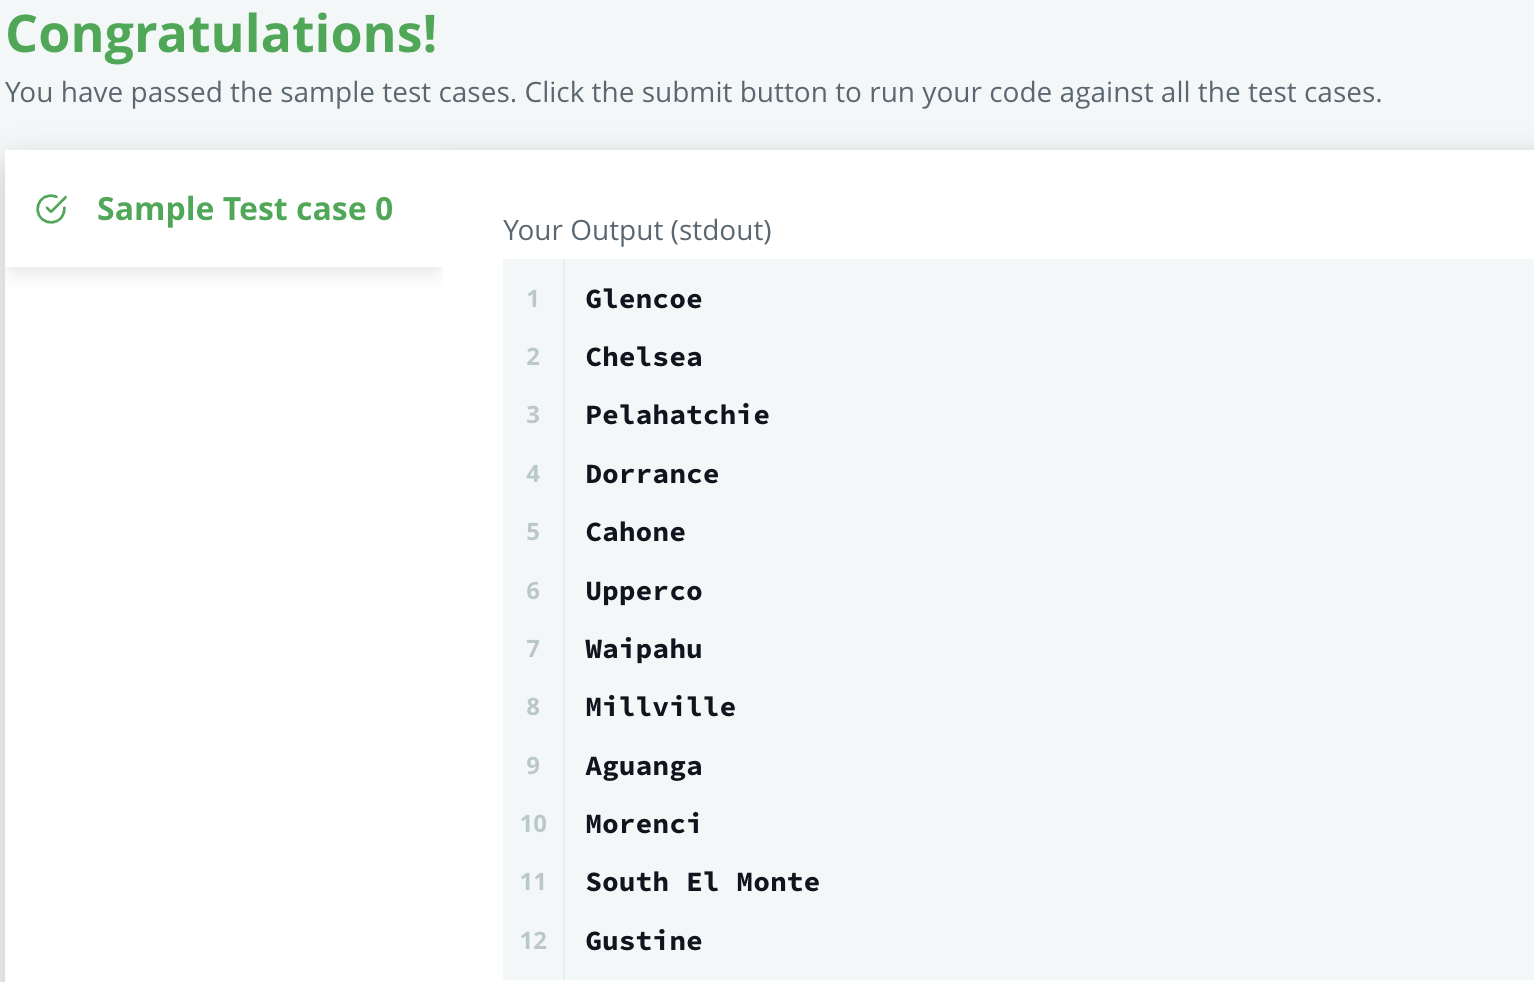 Congratulations!
You have passed the sample test cases. Click the submit button to run your code against all the test cases.
Sample Test case 0
Your Output (stdout)
1 Glencoe
2 Chelsea
3 Pelahatchie
4 Dorrance
5 Cahone
6 Upperco
7 Waipahu
8 Millville
9 Aguanga
10 Morenci
11 South El Monte
12 Gustine